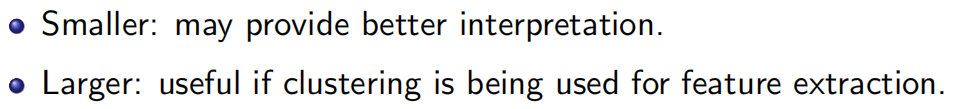 Smaller: may provide better interpretation.
Larger: useful if clustering is being used for feature extraction.